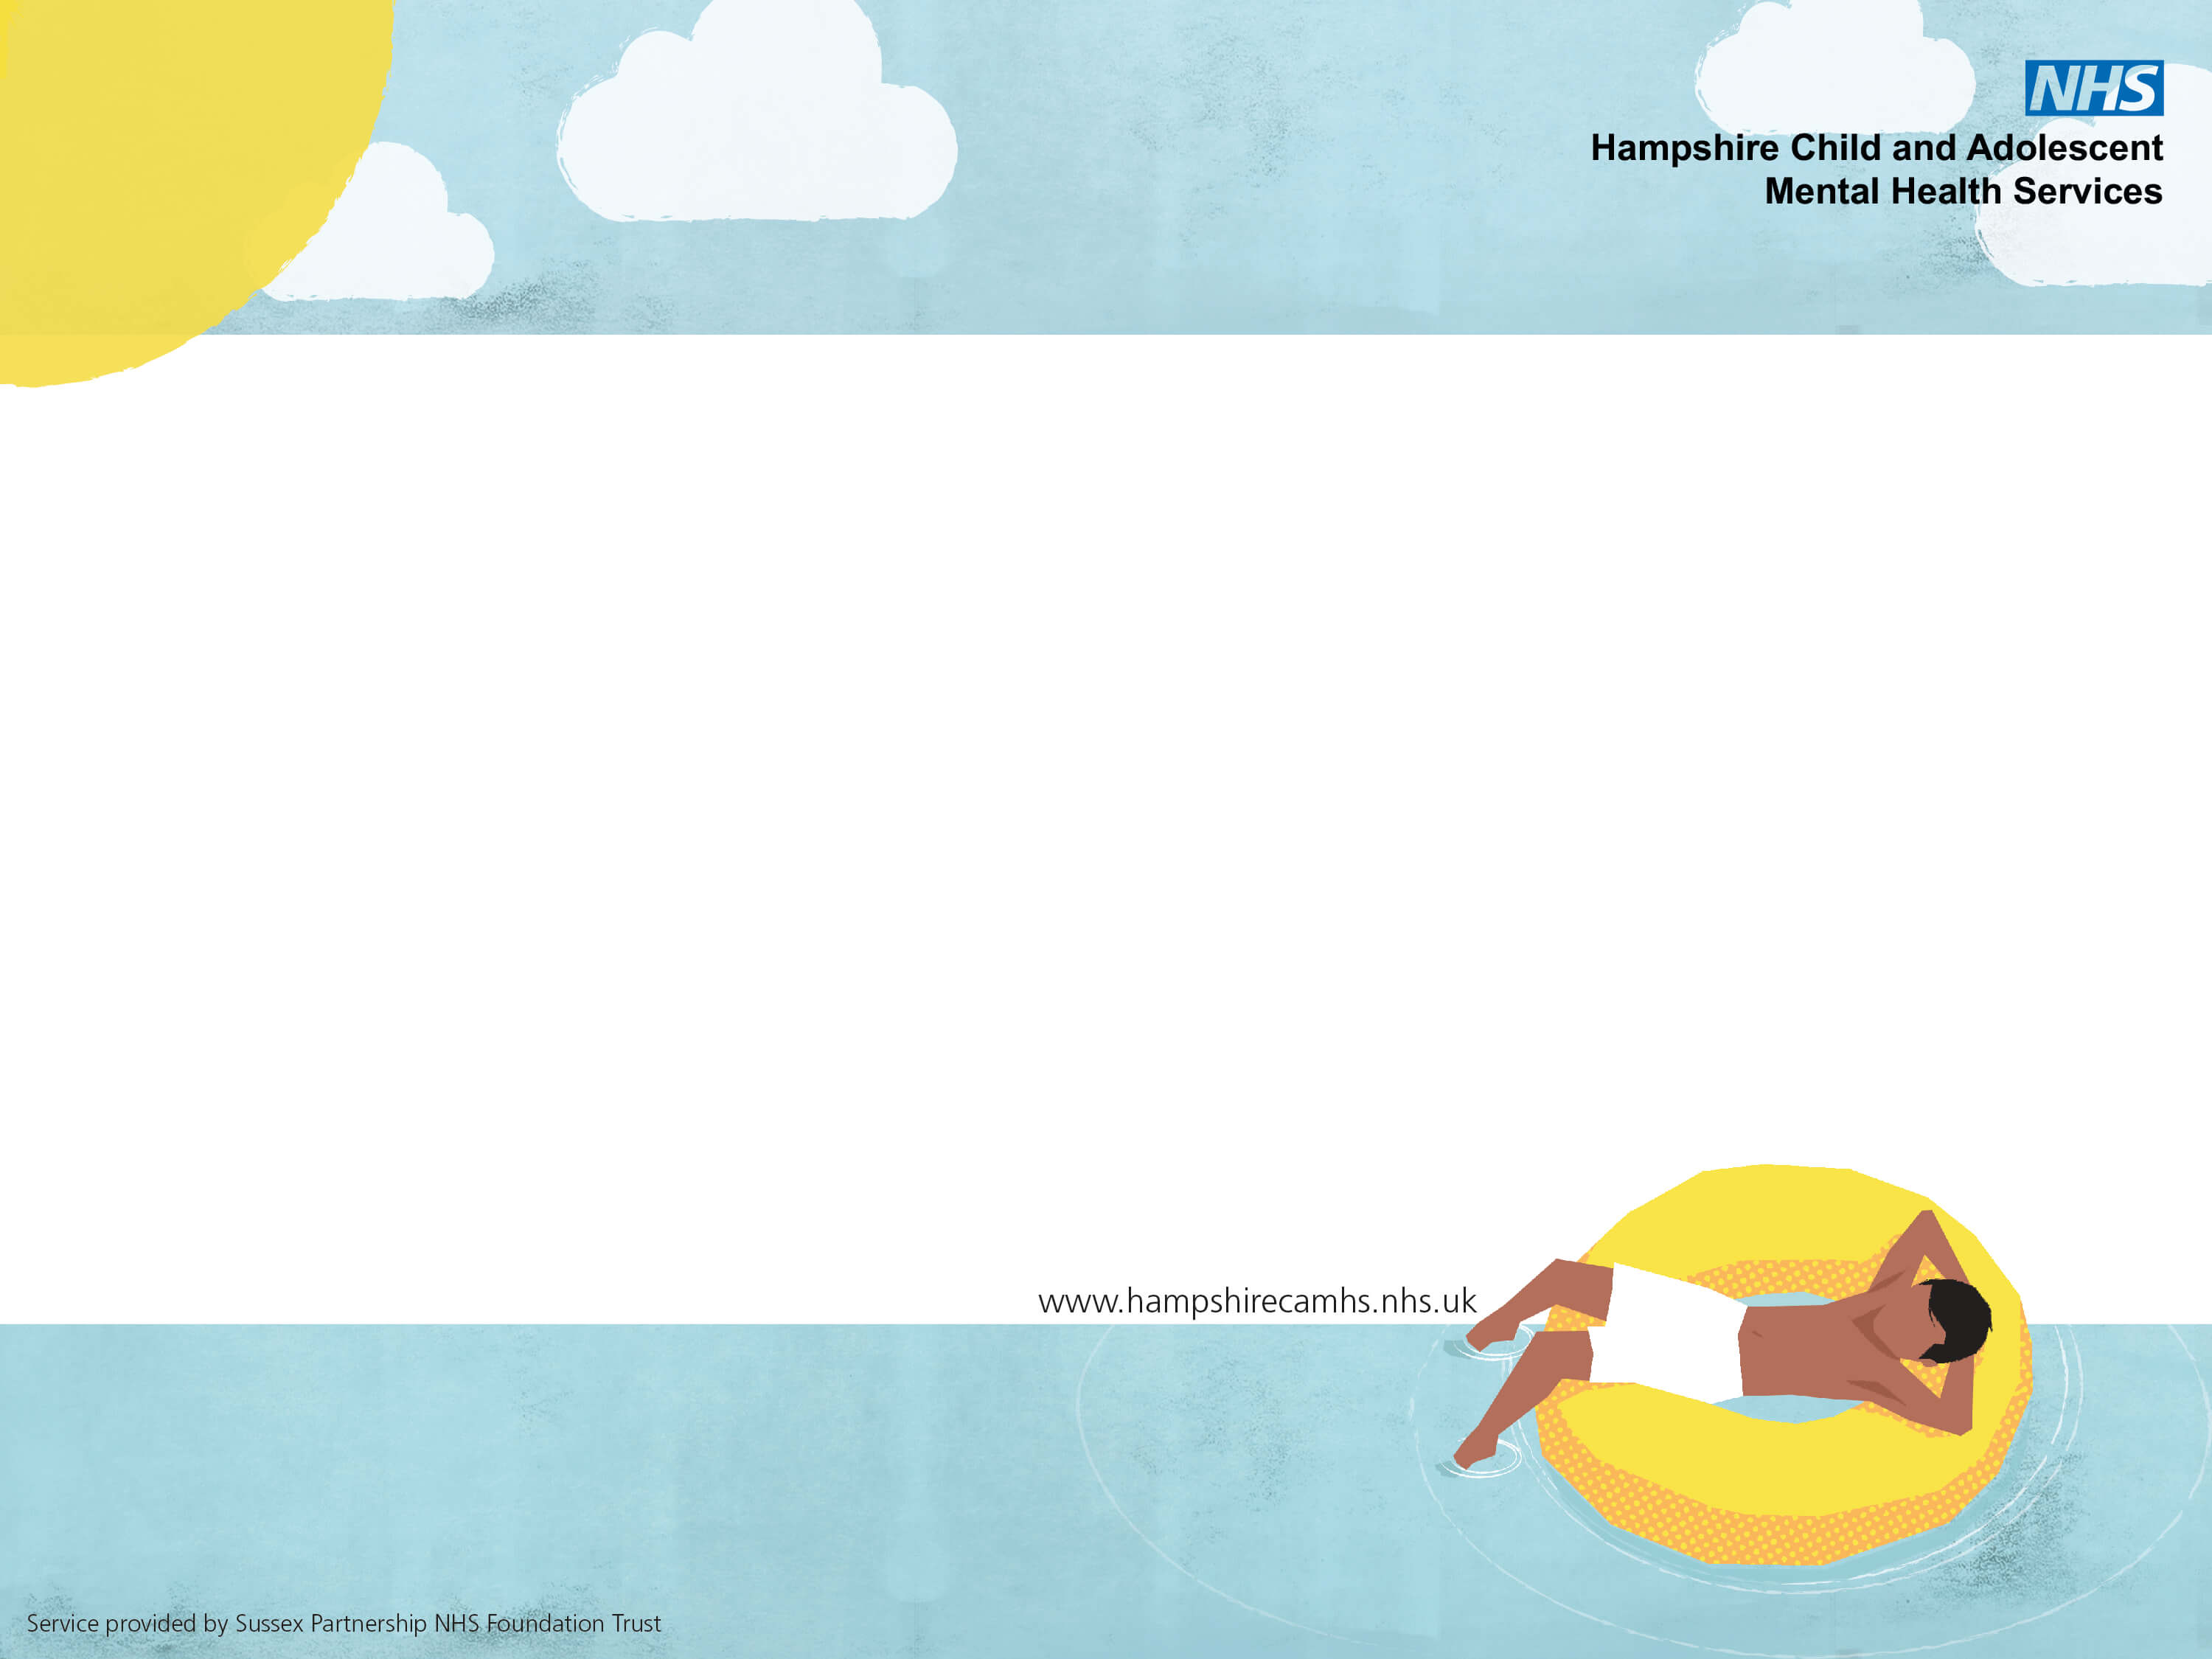 NHS
Hampshire Child and Adolescent
Mental Health Services
www.hampshirecamhs.nhs.uk
Service provided by Sussex Partnership NHS Foundation Trust